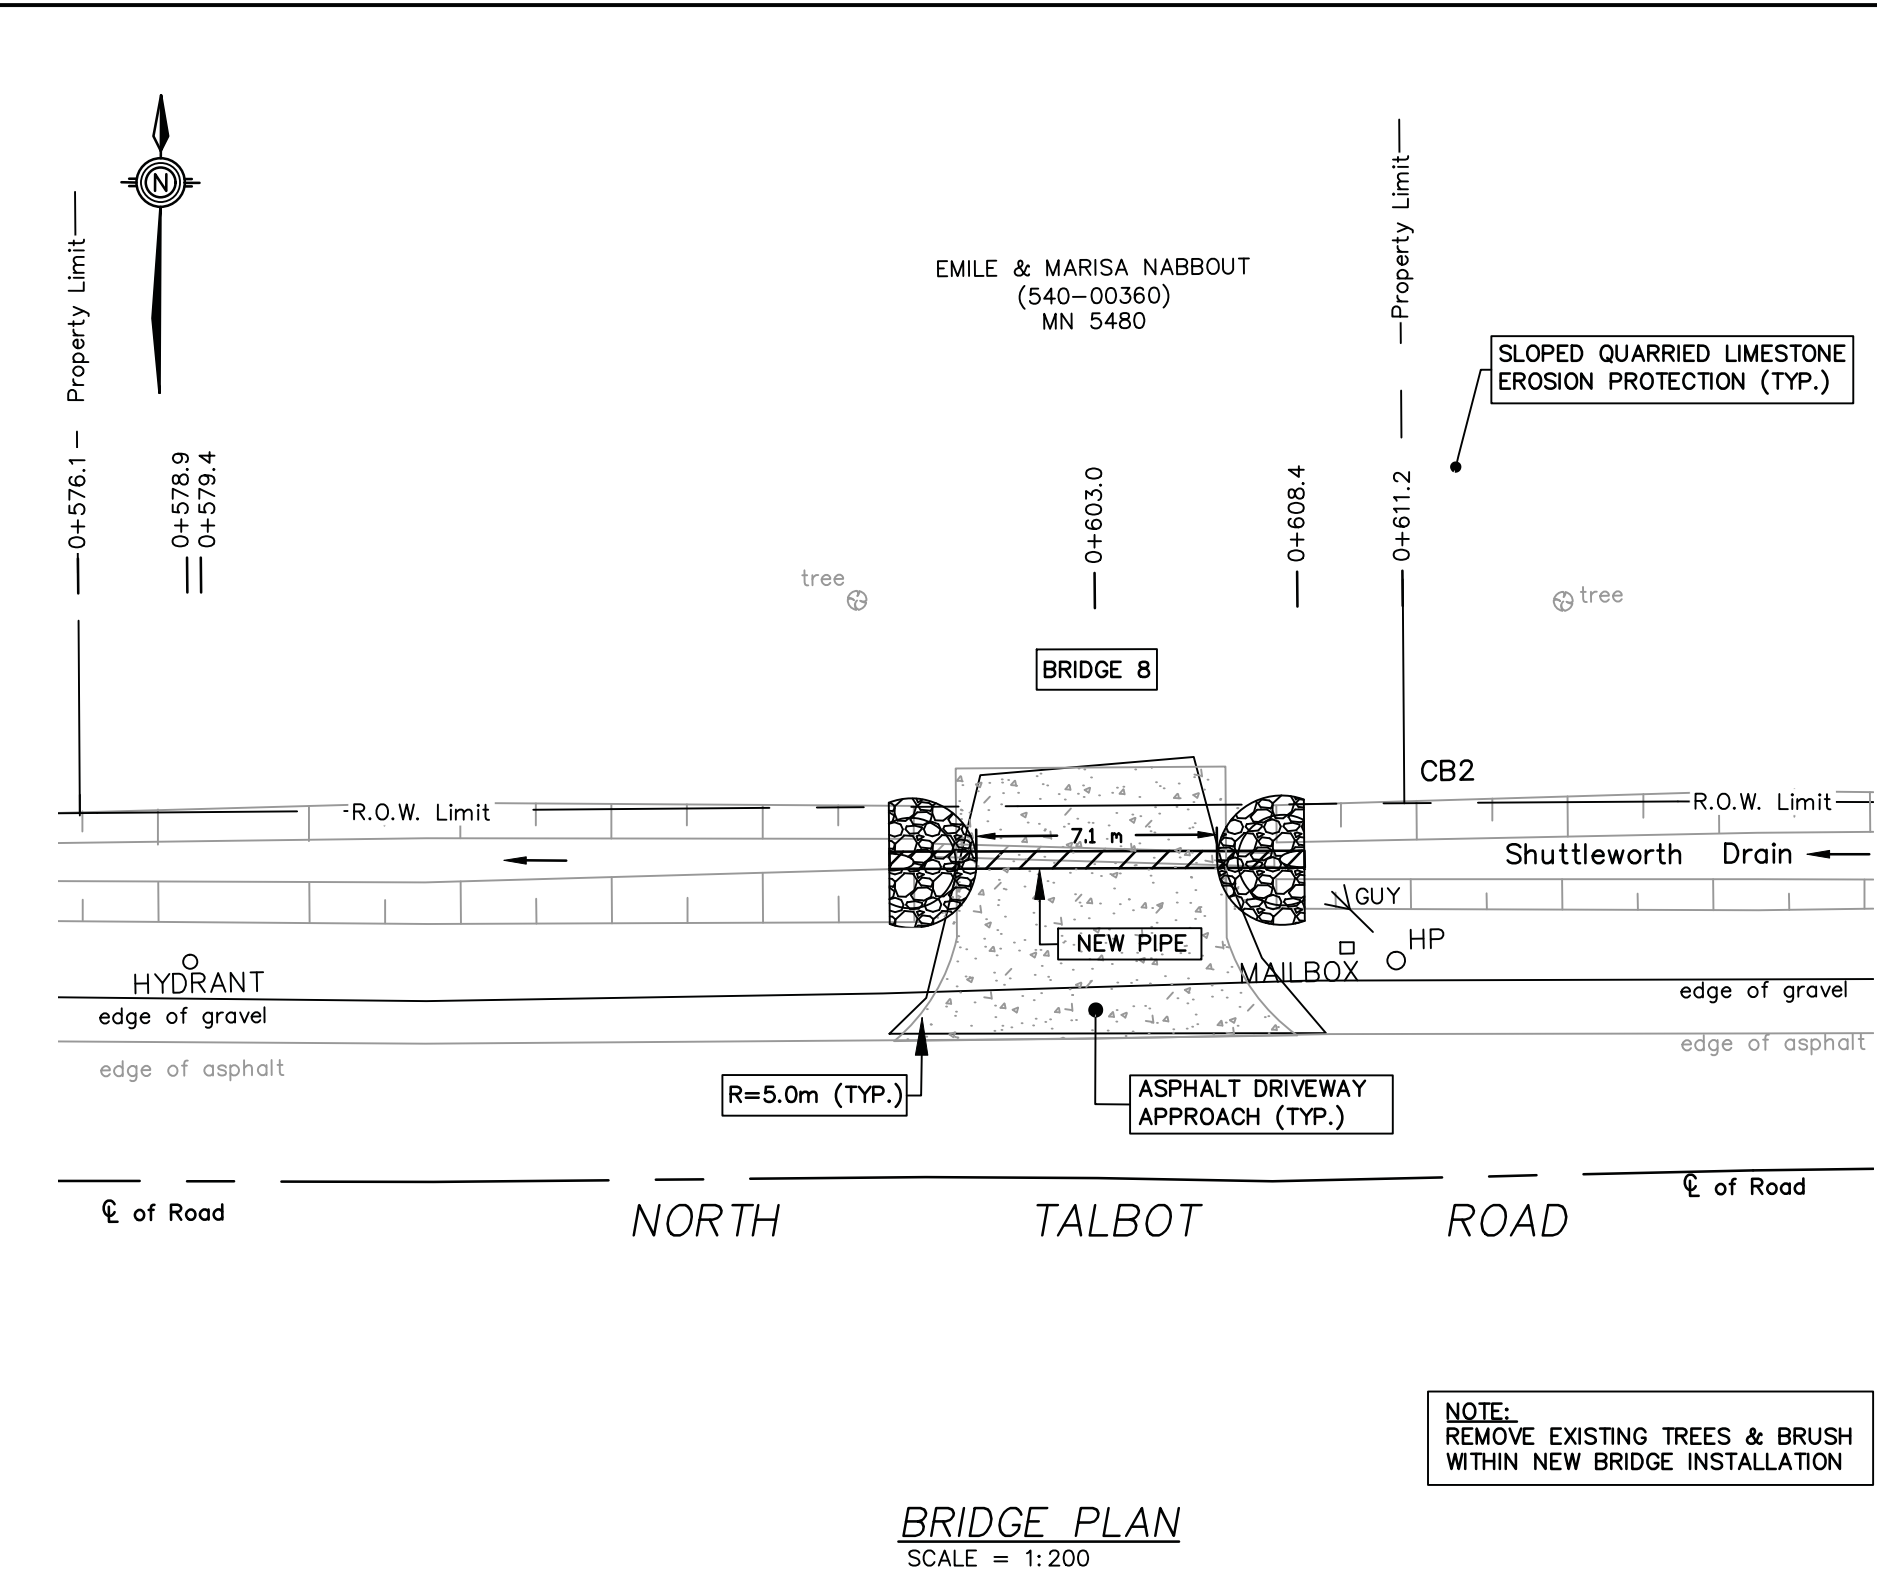 N
Property Limit
Property Limit
EMILE & MARISA NABBOUT
(540-00360)
MN 5480
SLOPED QUARRIED LIMESTONE
EROSION PROTECTION (TYP.)
0+576.1
0+578.9
0+579.4
0+603.0
0+608.4
0+611.2
tree
tree
BRIDGE 8
CB2
R.O.W. Limit
R.O.W. Limit
7.1 m
Shuttleworth Drain
GUY
NEW PIPE
HP
MAILBOX
HYDRANT
edge of gravel
edge of gravel
edge of asphalt
edge of asphalt
R=5.0m (TYP.)
ASPHALT DRIVEWAY
APPROACH (TYP.)
℄ of Road
℄ of Road
NORTH TALBOT ROAD
NOTE:
REMOVE EXISTING TREES & BRUSH
WITHIN NEW BRIDGE INSTALLATION
BRIDGE PLAN
SCALE = 1:200